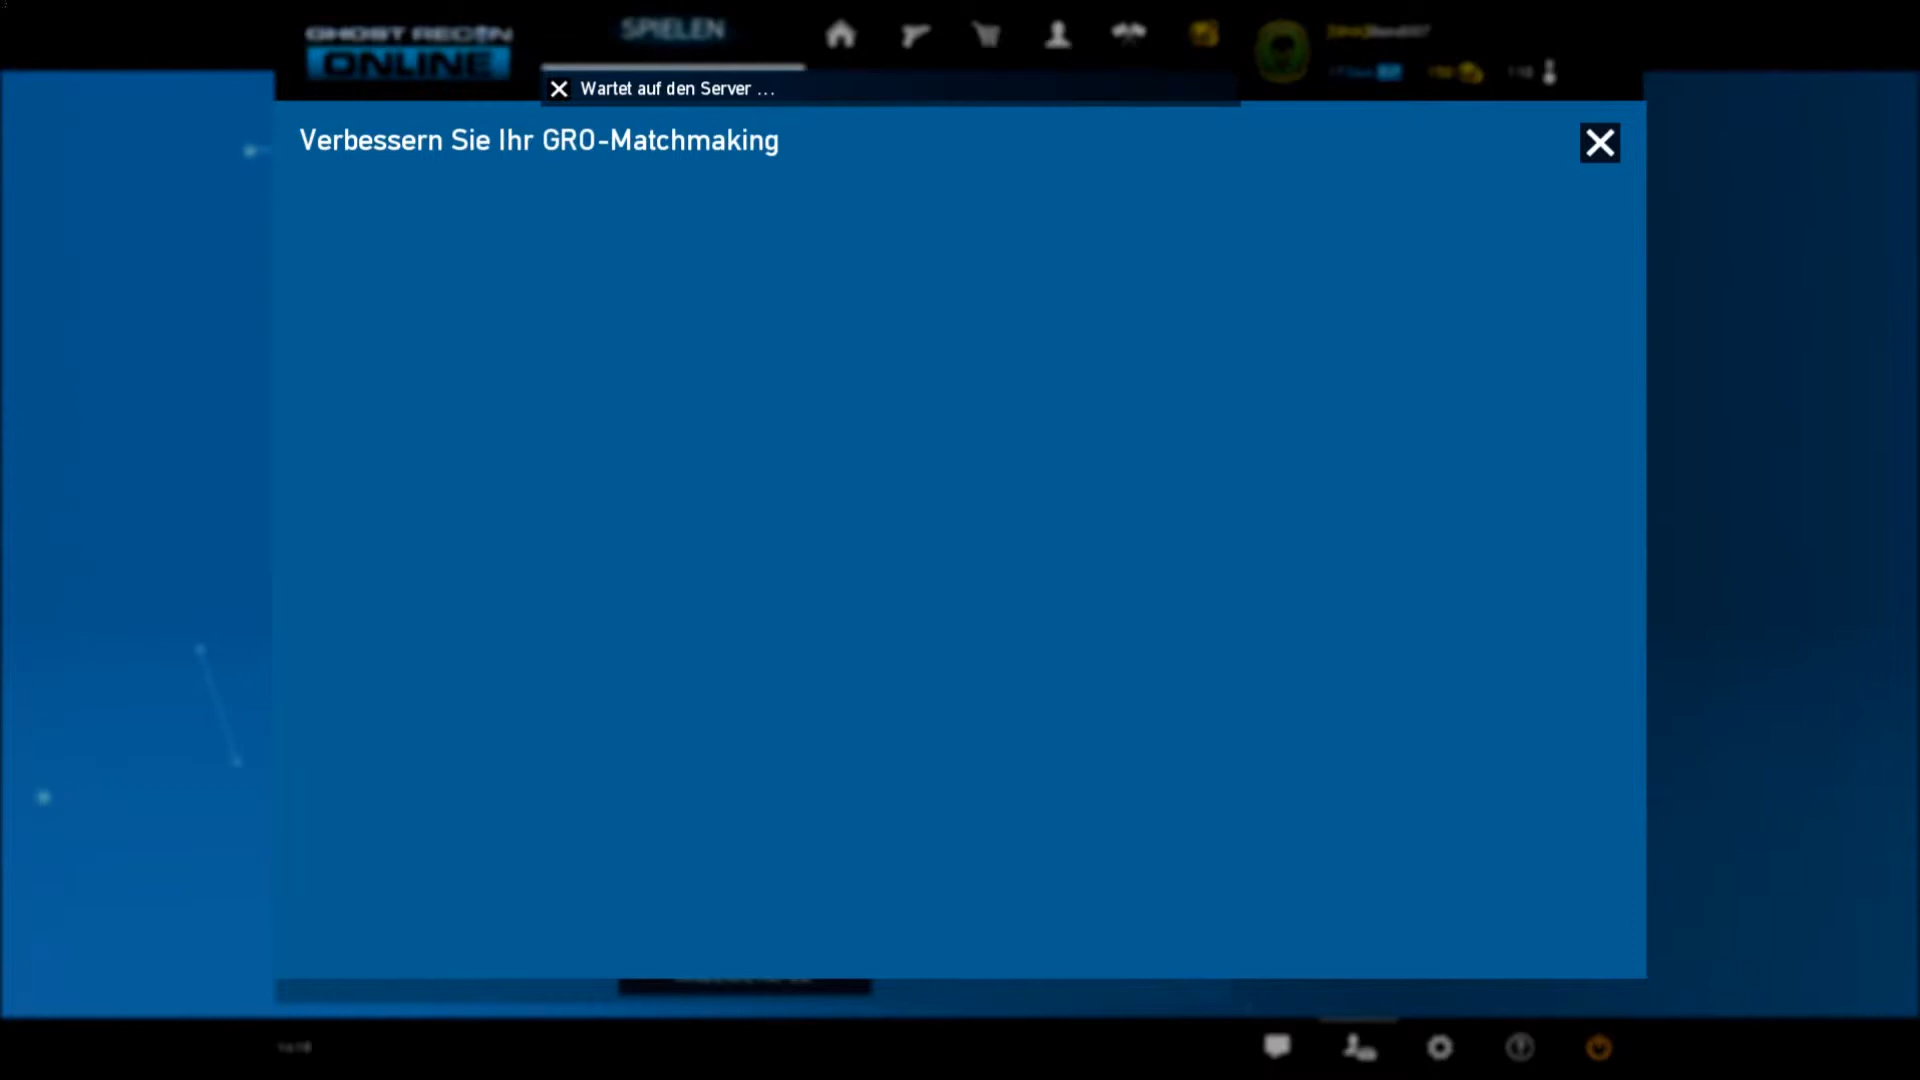 GHOST RECON
ONLINE
SPIELEN
Wartet auf den Server ...
Verbessern Sie Ihr GRO-Matchmaking